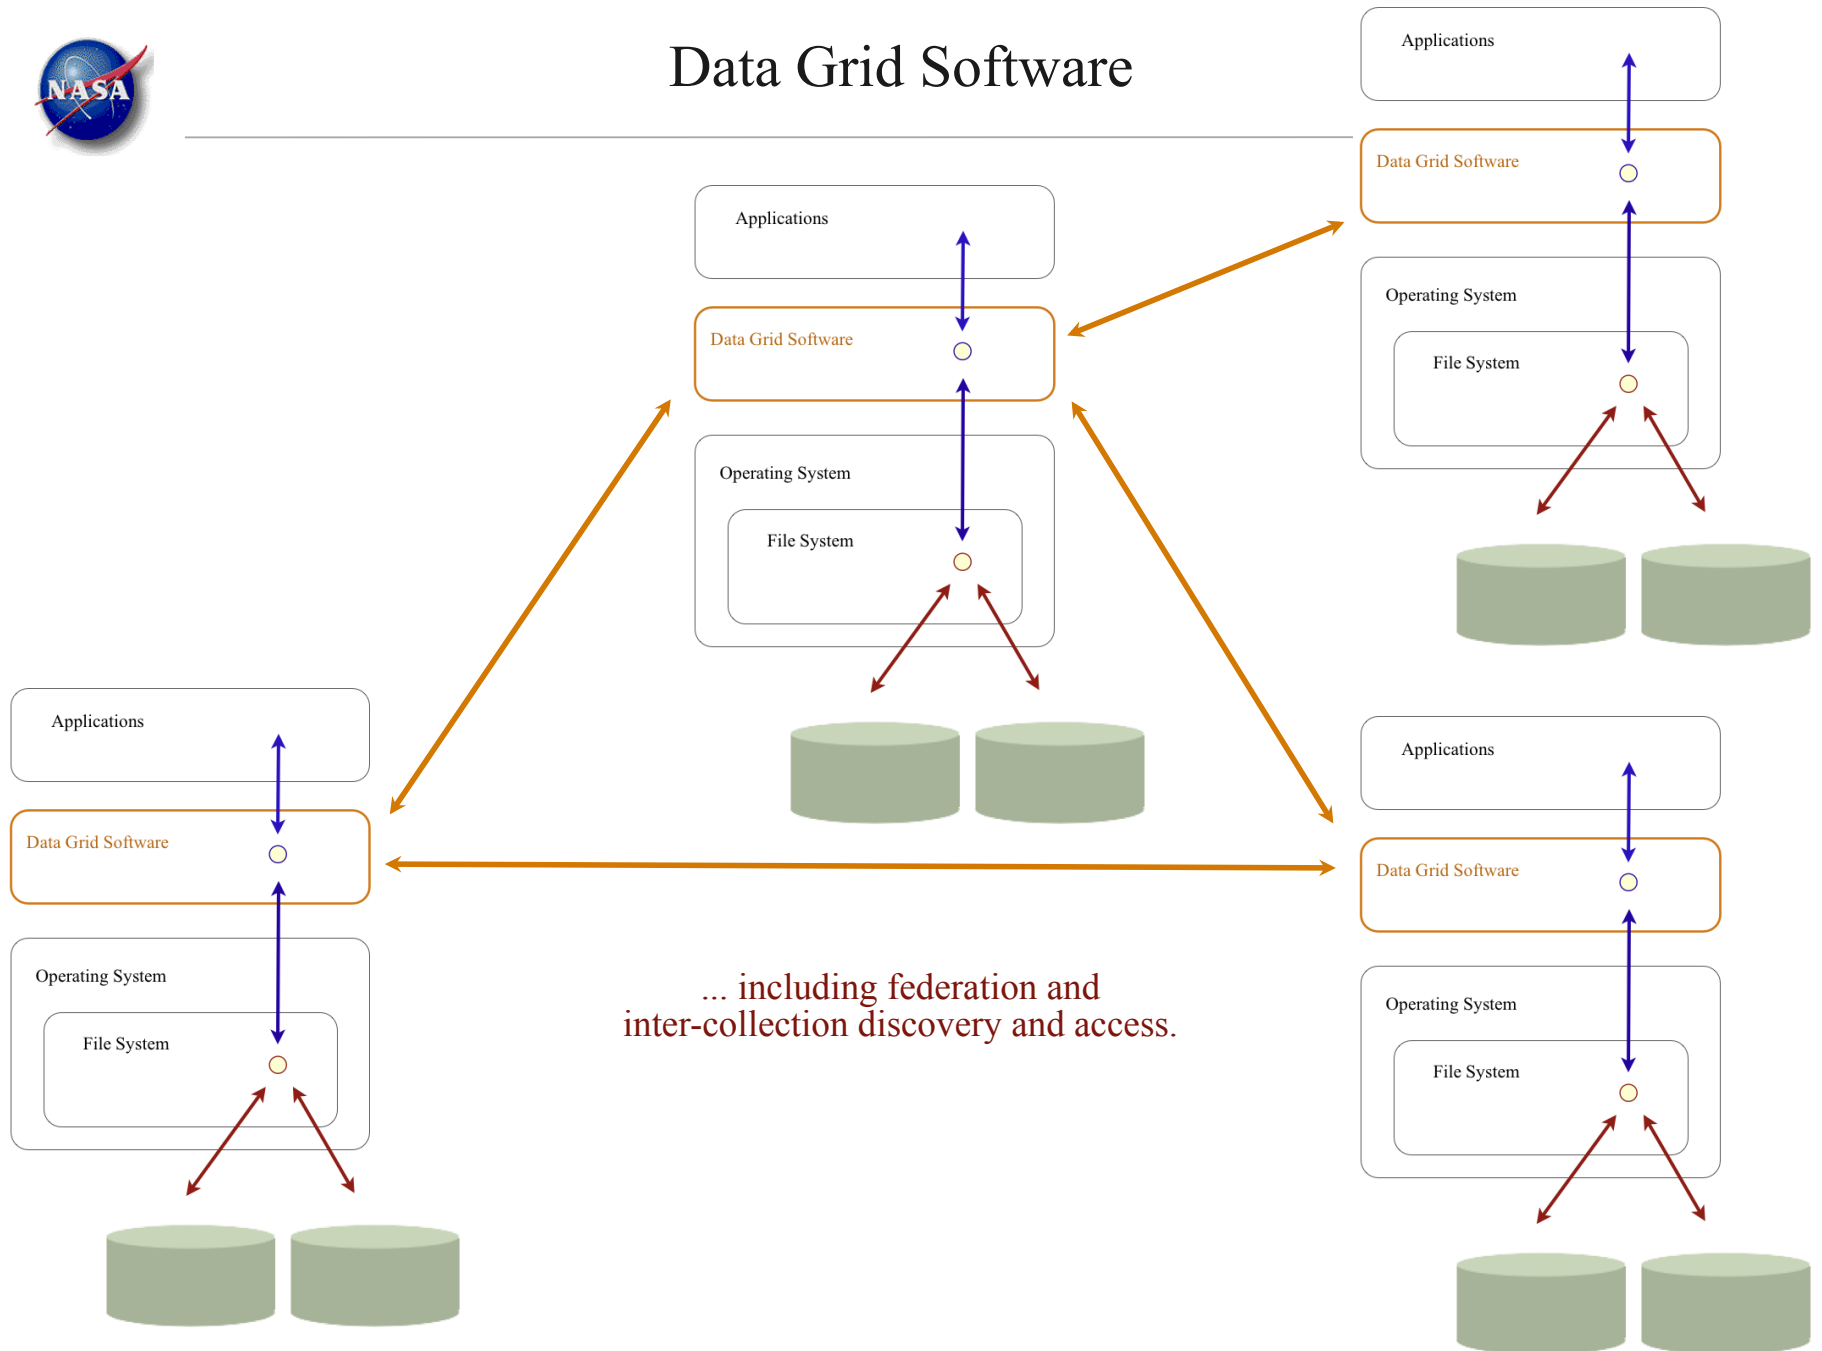 NASA
Data Grid Software
Applications
Data Grid Software
Operating System
File System
Applications
Data Grid Software
Operating System
File System
Applications
Data Grid Software
Operating System
File System
Applications
Data Grid Software
Operating System
File System
... including federation and
inter-collection discovery and access.